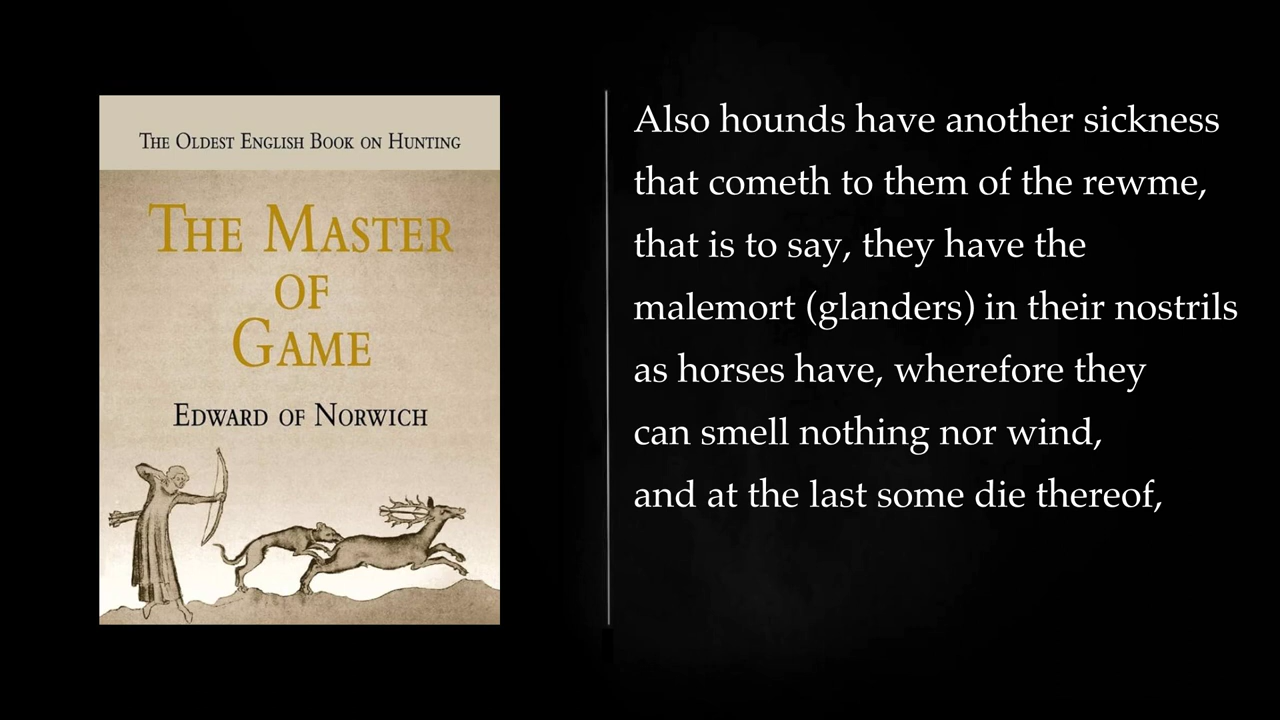 THE OLDEST ENGLISH BOOK ON HUNTING
THE MASTER
OF
GAME
EDWARD OF NORWICH
Also hounds have another sickness
that cometh to them of the rewme,
that is to say, they have the
malemort (glanders) in their nostrils
as horses have, wherefore they
can smell nothing nor wind,
and at the last some die thereof,